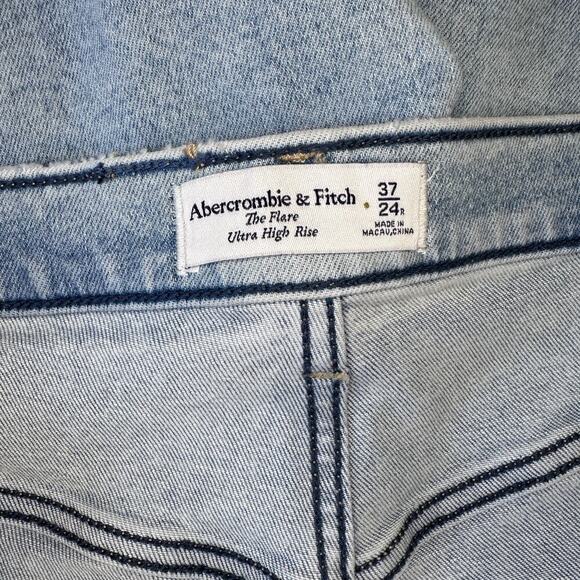 Abercrombie & Fitch
The Flare
Ultra High Rise
37
24R
MADE IN
MACAU, CHINA